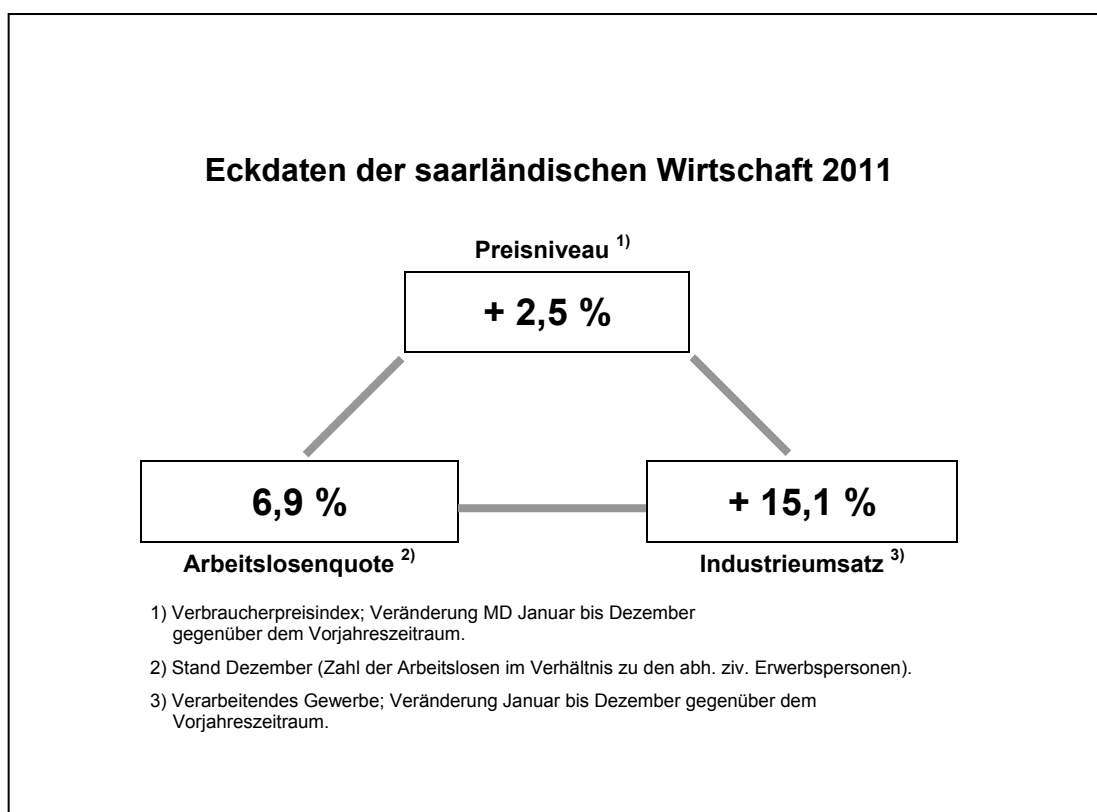 Eckdaten der saarländischen Wirtschaft 2011
Preisniveau 1)
+ 2,5 %
6,9 %
+ 15,1 %
Arbeitslosenquote 2)
Industrieumsatz 3)
1) Verbraucherpreisindex; Veränderung MD Januar bis Dezember
gegenüber dem Vorjahreszeitraum.
2) Stand Dezember (Zahl der Arbeitslosen im Verhältnis zu den abh. ziv. Erwerbspersonen).
3) Verarbeitendes Gewerbe; Veränderung Januar bis Dezember gegenüber dem
Vorjahreszeitraum.